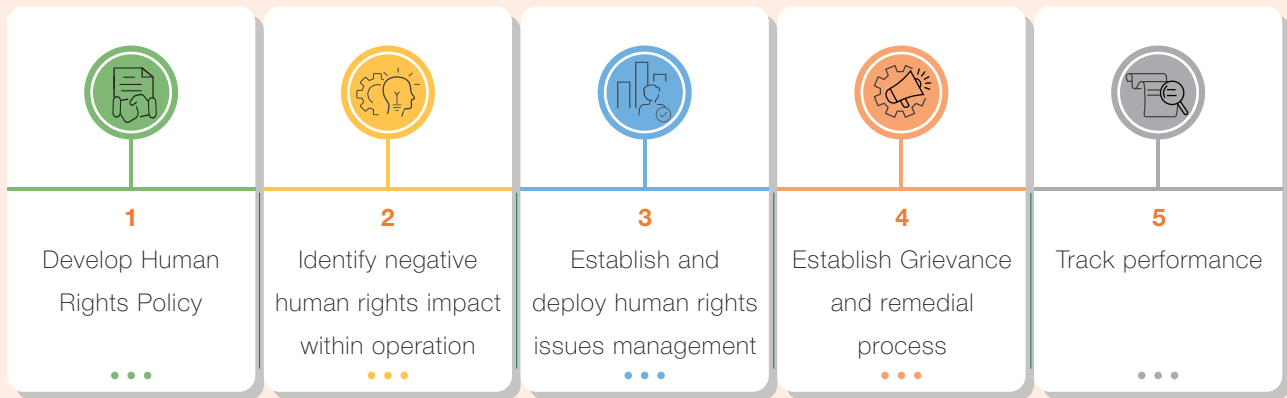 1
Develop Human
Rights Policy
2
Identify negative
human rights impact
within operation
3
Establish and
deploy human rights
issues management
4
Establish Grievance
and remedial
process
5
Track performance